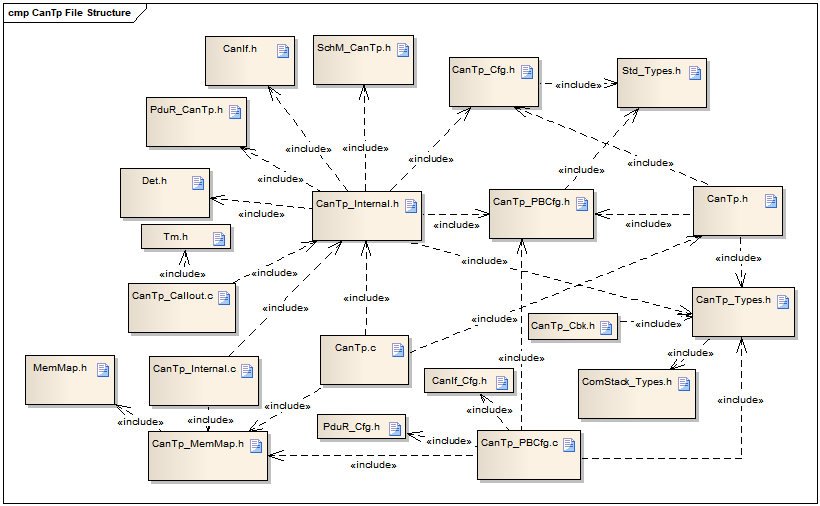 cmp CanTp File Structure
CanIf.h
SchM_CanTp.h
CanTp_Cfg.h
Std_Types.h
«include»
PduR_CanTp.h
«include»
«include»
«include»
«include»
«include»
«include»
Det.h
CanTp_Internal.h
CanTp_PBCfg.h
CanTp.h
«include»
«include»
«include»
Tm.h
«include»
«include»
«include»
«include»
CanTp_Callout.c
«include»
CanTp_Types.h
«include»
«include»
CanTp_Cbk.h
«include»
CanTp.c
«include»
«include»
MemMap.h
CanTp_Internal.c
CanIf_Cfg.h
ComStack_Types.h
«include»
«include»
«include»
«include»
«include»
PduR_Cfg.h
«include»
CanTp_MemMap.h
CanTp_PBCfg.c
«include»